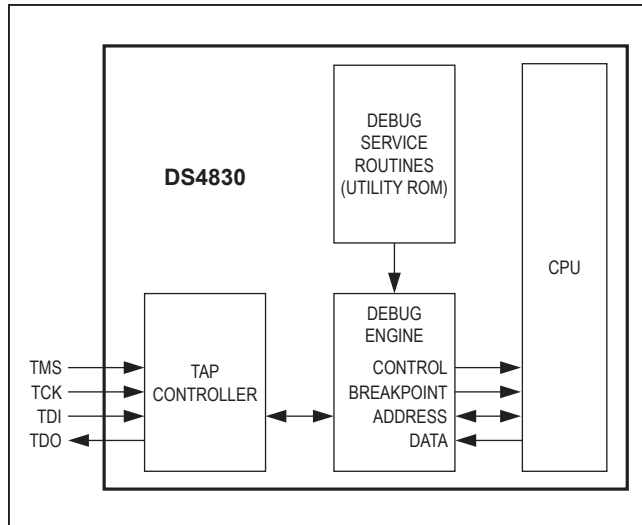 DEBUG
SERVICE
ROUTINES
(UTILITY ROM)
DS4830
CPU
DEBUG
ENGINE
TAP
CONTROLLER
CONTROL
BREAKPOINT
ADDRESS
DATA
TMS
TCK
TDI
TDO